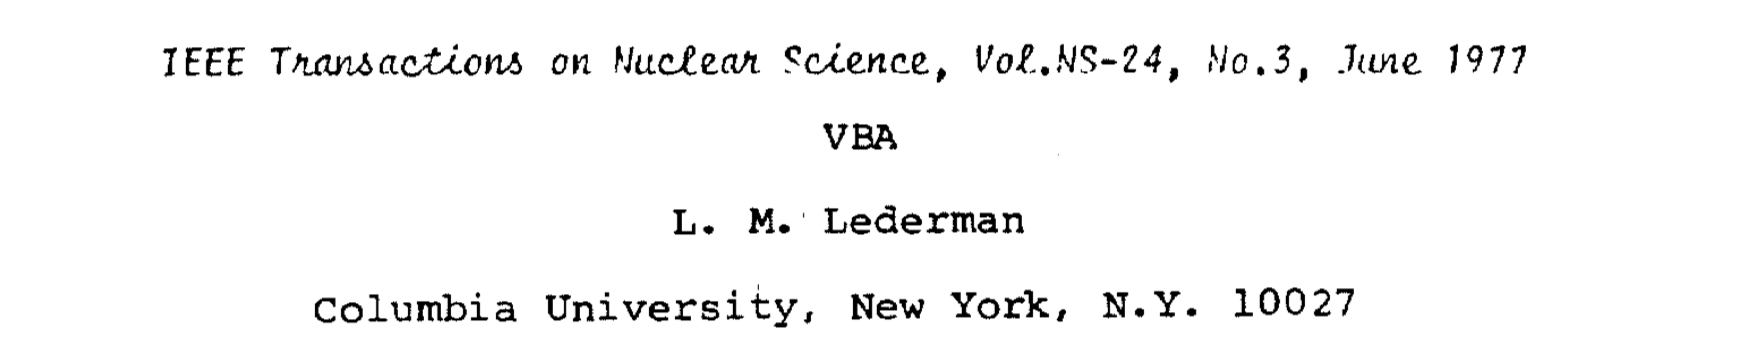 IEEE Transactions on Nuclear Science, Vol.NS-24, No.3, June 1977
VBA
L. M. Lederman
Columbia University, New York, N.Y. 10027